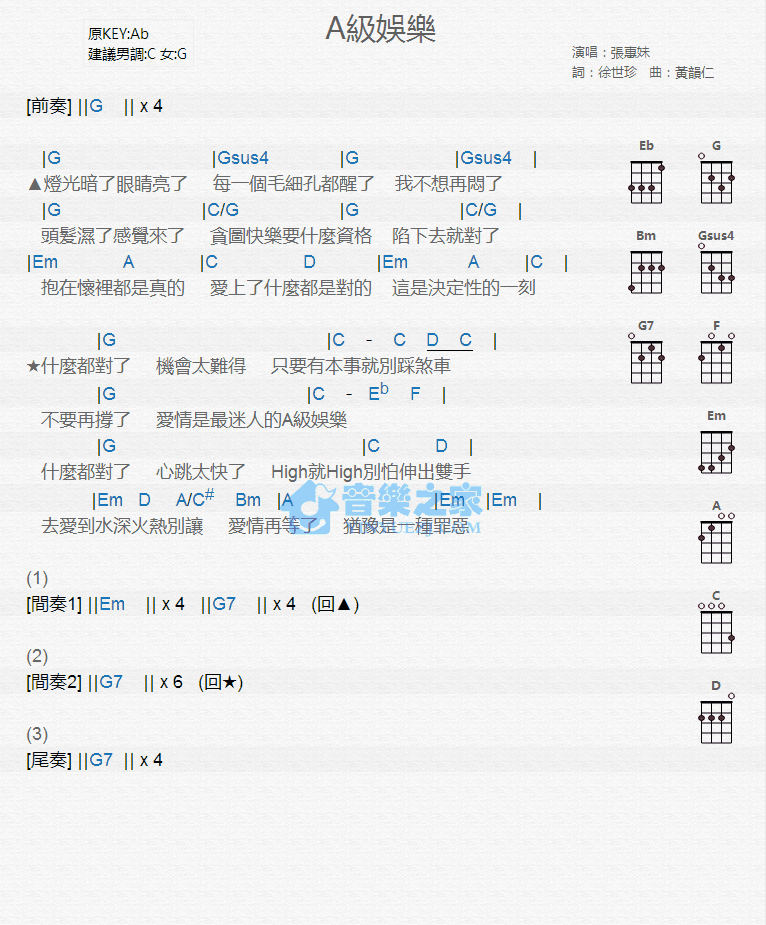 A級娛樂
原KEY:Ab
建議男調:C 女:G
演唱：張惠妹
詞：徐世珍　曲：黃韻仁
[前奏] ||G || x 4
|G |Gsus4 |G |Gsus4 |
▲燈光暗了眼睛亮了 每一個毛細孔都醒了 我不想再悶了
|G |C/G |G |C/G |
頭髮濕了感覺來了 貪圖快樂要什麼資格 陷下去就對了
|Em A |C D |Em A |C |
抱在懷裡都是真的 愛上了什麼都是對的 這是決定性的一刻
|G |C - C D C |
★什麼都對了 機會太難得 只要有本事就別踩煞車
|G |C - Eb F |
不要再撐了 愛情是最迷人的A級娛樂
|G |C D |
什麼都對了 心跳太快了 High就High別怕伸出雙手
|Em D A/C# Bm |A |Em |Em |
去愛到水深火熱別讓 愛情再等了 猶豫是一種罪惡
音樂之家
(1)
[間奏1] ||Em || x 4 ||G7 || x 4 (回▲)
(2)
[間奏2] ||G7 || x 6 (回★)
(3)
[尾奏] ||G7 || x 4
Eb G
Bm Gsus4
G7 F
Em
A
C
D